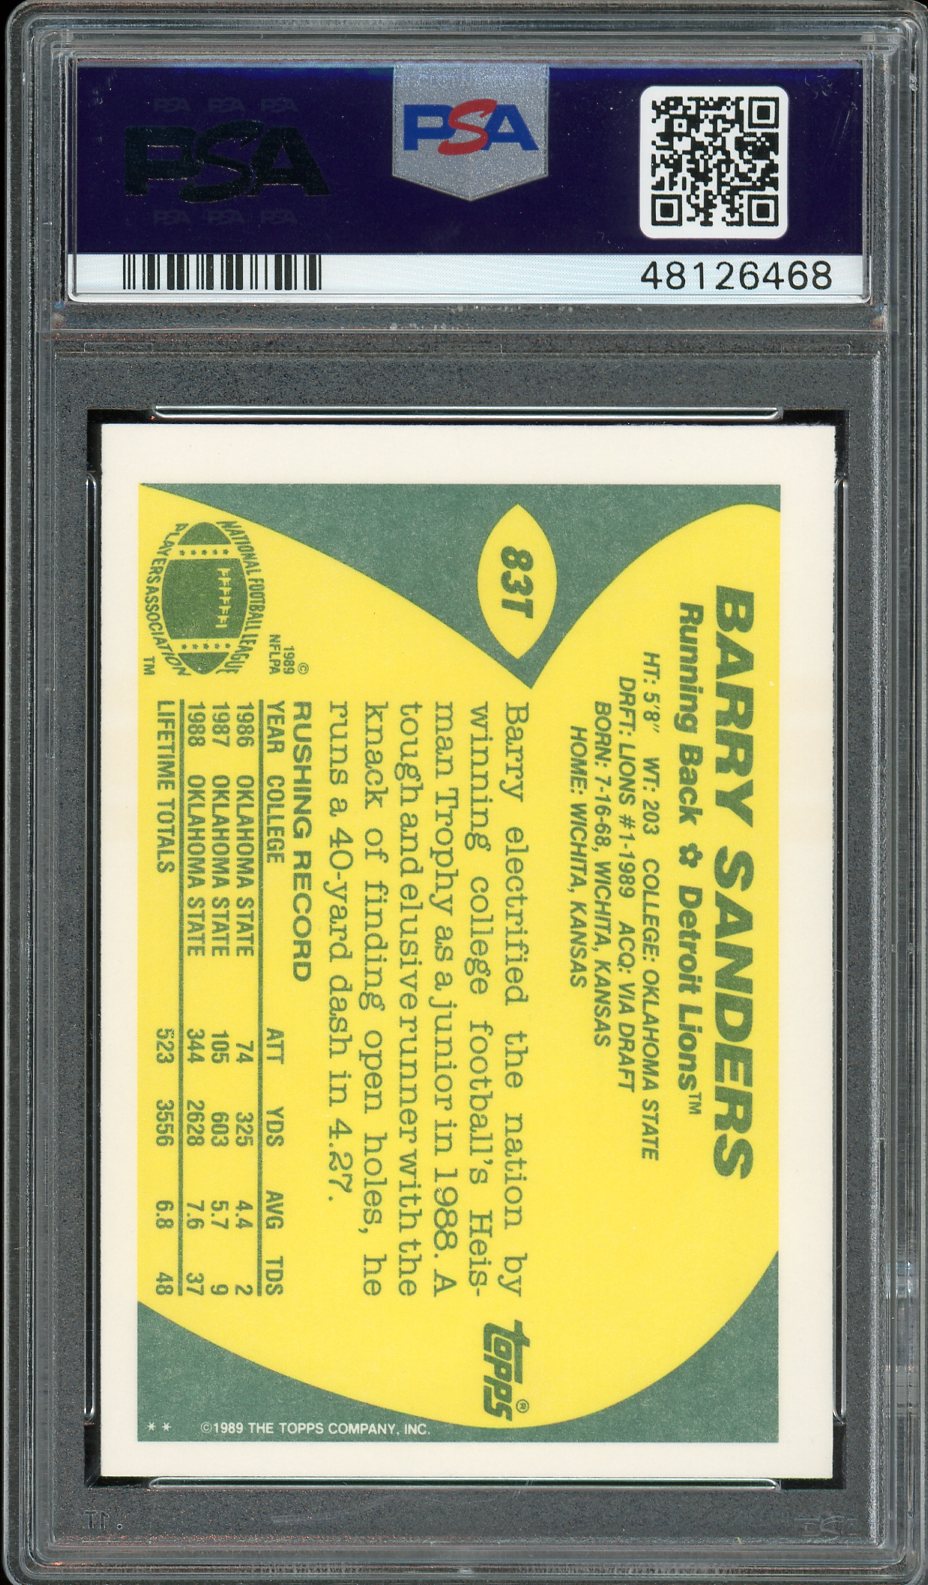 PSA PSA PSA
PSA
PSA PSA PSA
PSA
48126468
83T
BARRY SANDERS
Running Back ✿ Detroit Lions™
HT: 5'8" WT: 203 COLLEGE: OKLAHOMA STATE
DRFT: LIONS #1-1989 ACQ: VIA DRAFT
BORN: 7-16-68, WICHITA, KANSAS
HOME: WICHITA, KANSAS
Barry electrified the nation by
winning college football's Heis-
man Trophy as a junior in 1988. A
tough and elusive runner with the
knack of finding open holes, he
runs a 40-yard dash in 4.27.
topps®
RUSHING RECORD
YEAR COLLEGE ATT YDS AVG TDS
1986 OKLAHOMA STATE 74 325 4.4 2
1987 OKLAHOMA STATE 105 603 5.7 9
1988 OKLAHOMA STATE 344 2628 7.6 37
LIFETIME TOTALS 523 3556 6.8 48
©
1989
NFLPA
NATIONAL FOOTBALL LEAGUE
PLAYERS ASSOCIATION
TM
* * ©1989 THE TOPPS COMPANY, INC.